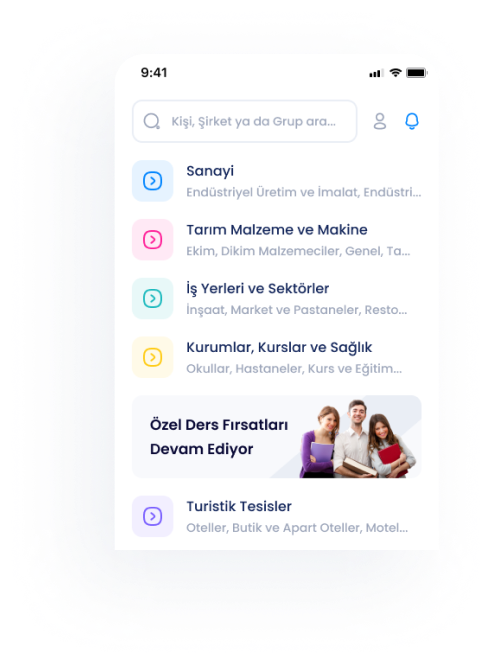 9:41
Kişi, Şirket ya da Grup ara...
Sanayi
Endüstriyel Üretim ve İmalat, Endüstri...
Tarım Malzeme ve Makine
Ekim, Dikim Malzemeciler, Genel, Ta...
İş Yerleri ve Sektörler
İnşaat, Market ve Pastaneler, Resto...
Kurumlar, Kurslar ve Sağlık
Okullar, Hastaneler, Kurs ve Eğitim...
Özel Ders Fırsatları
Devam Ediyor
Turistik Tesisler
Oteller, Butik ve Apart Oteller, Motel...